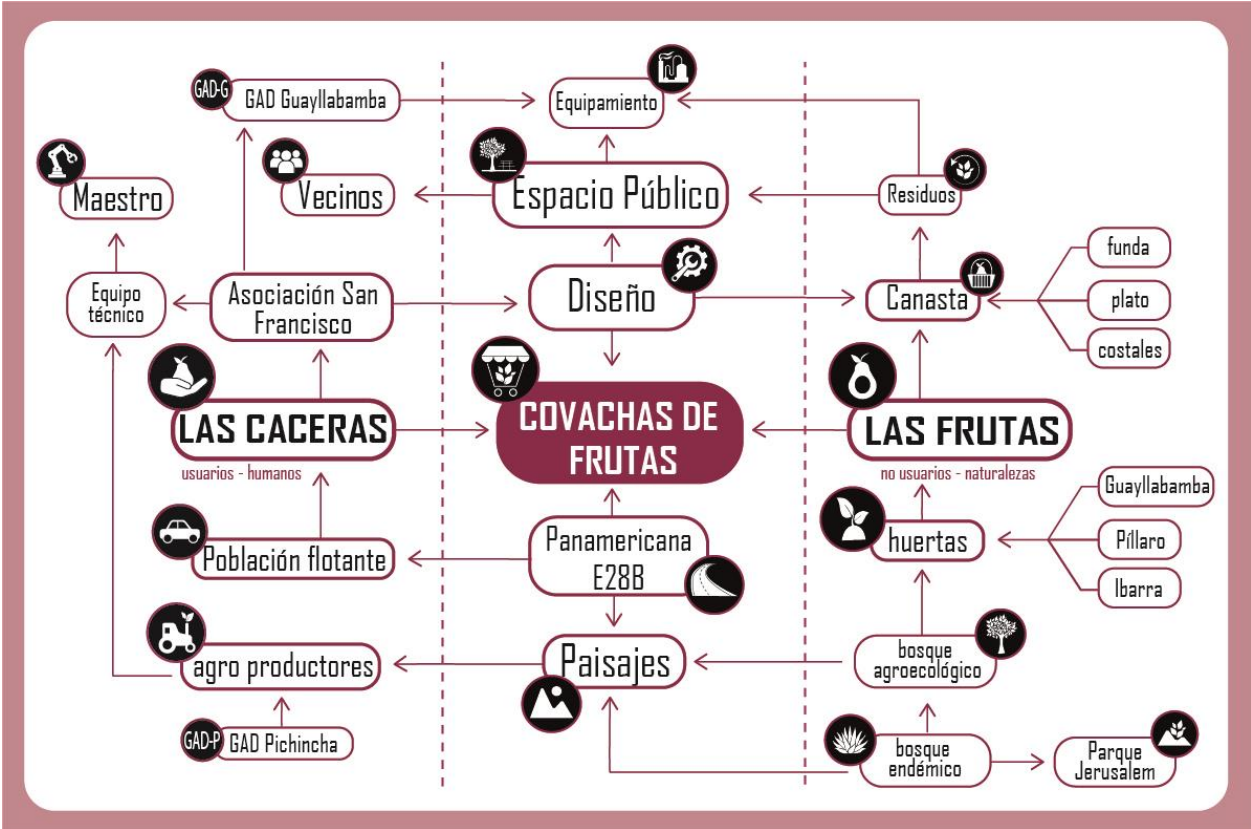 GAD-G
GAD Guayllabamba
Equipamiento
Maestro
Vecinos
Espacio Público
Residuos
funda
Equipo
técnico
Asociación San
Francisco
Diseño
Canasta
plato
costales
LAS CACERAS
usuarios - humanos
COVACHAS DE
FRUTAS
LAS FRUTAS
no usuarios - naturalezas
Guayllabamba
Población flotante
Panamericana
E28B
huertas
Píllaro
Ibarra
agro productores
Paisajes
bosque
agroecológico
GAD-P
GAD Pichincha
bosque
endémico
Parque
Jerusalem